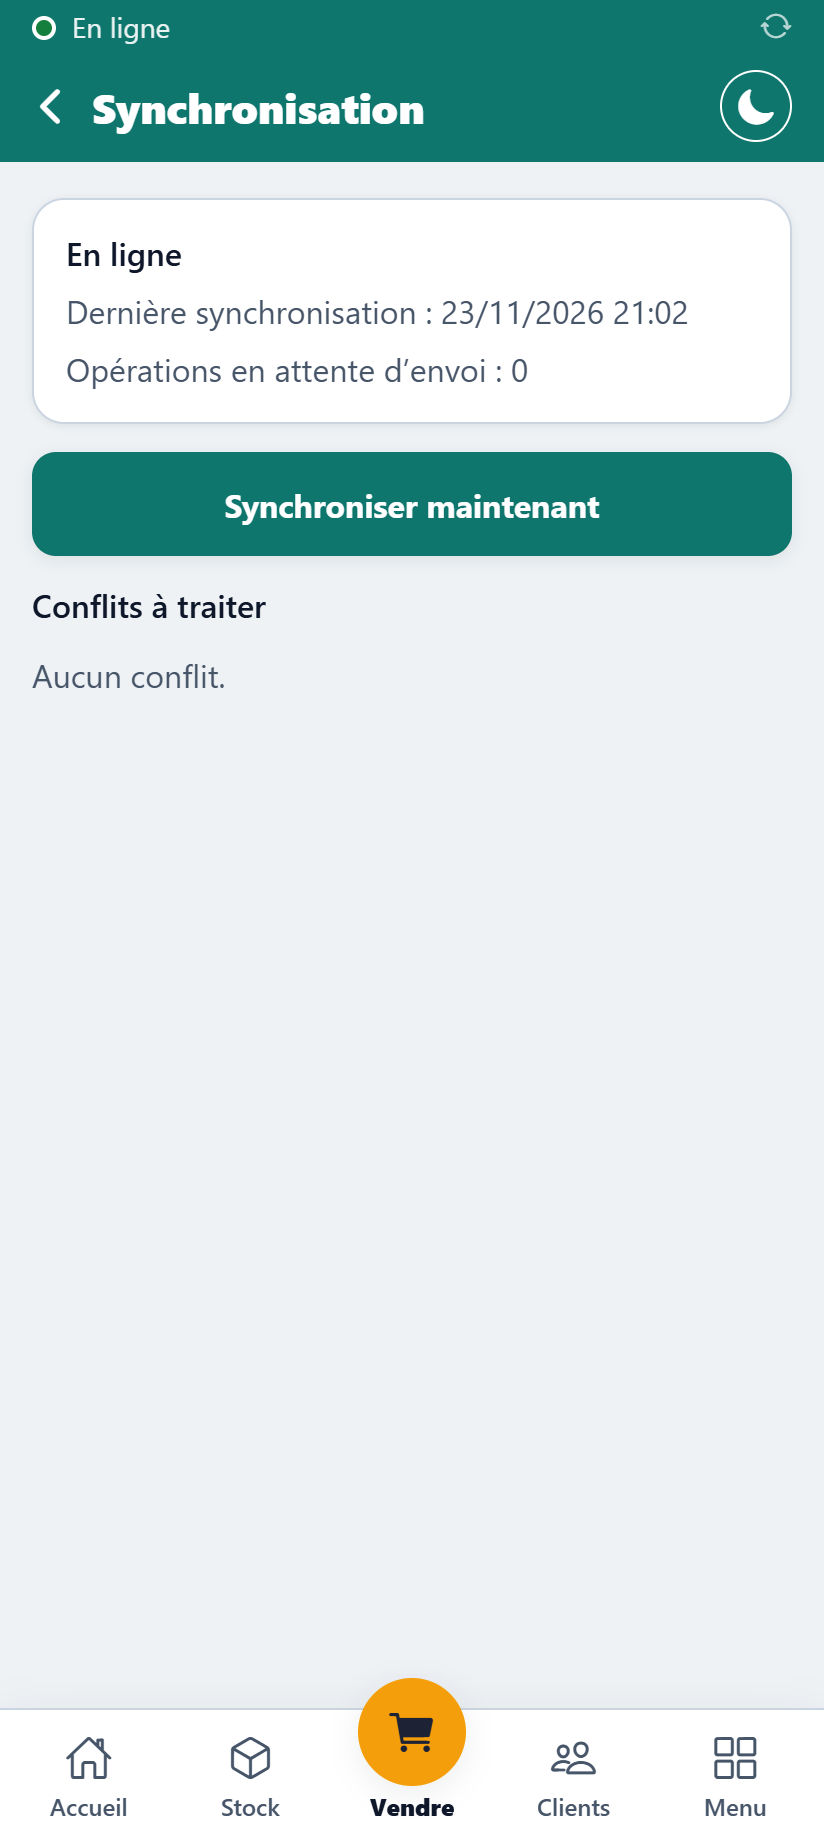 En ligne
Synchronisation
En ligne
Dernière synchronisation : 23/11/2026 21:02
Opérations en attente d’envoi : 0
Synchroniser maintenant
Conflits à traiter
Aucun conflit.
Accueil
Stock
Vendre
Clients
Menu